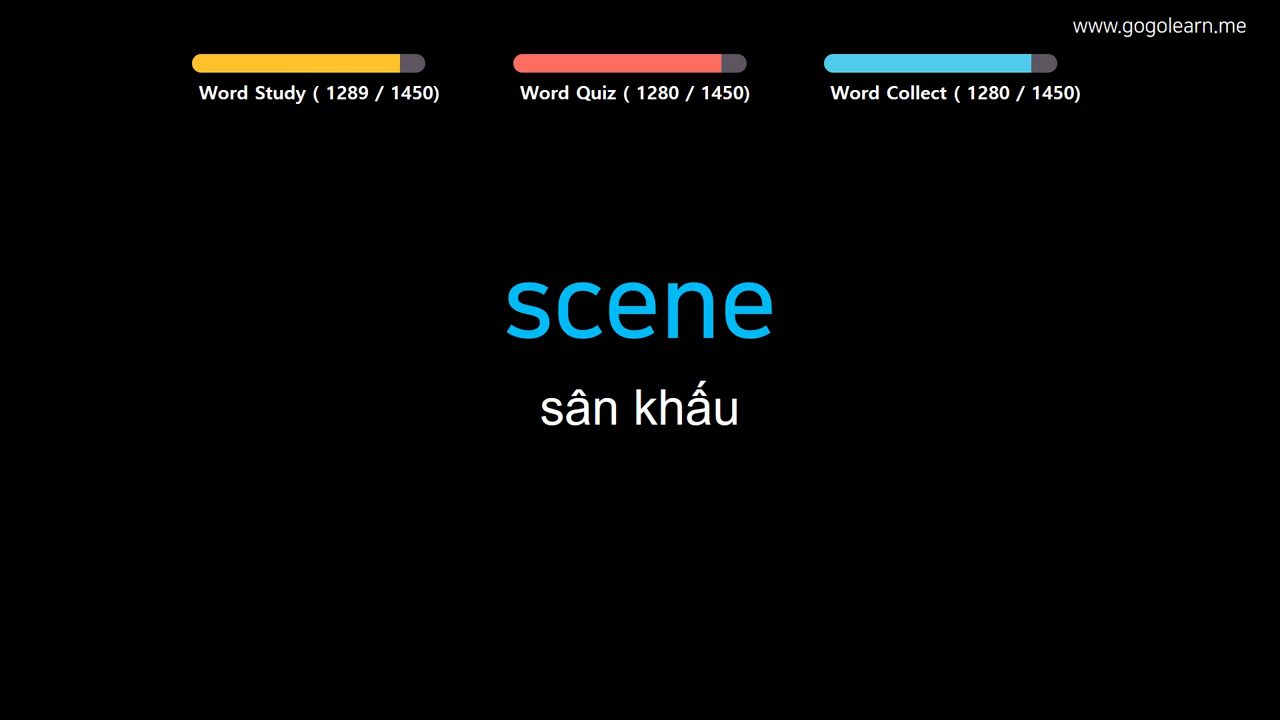 www.gogolearn.me
Word Study ( 1289 / 1450)
Word Quiz ( 1280 / 1450)
Word Collect ( 1280 / 1450)
scene
sân khấu